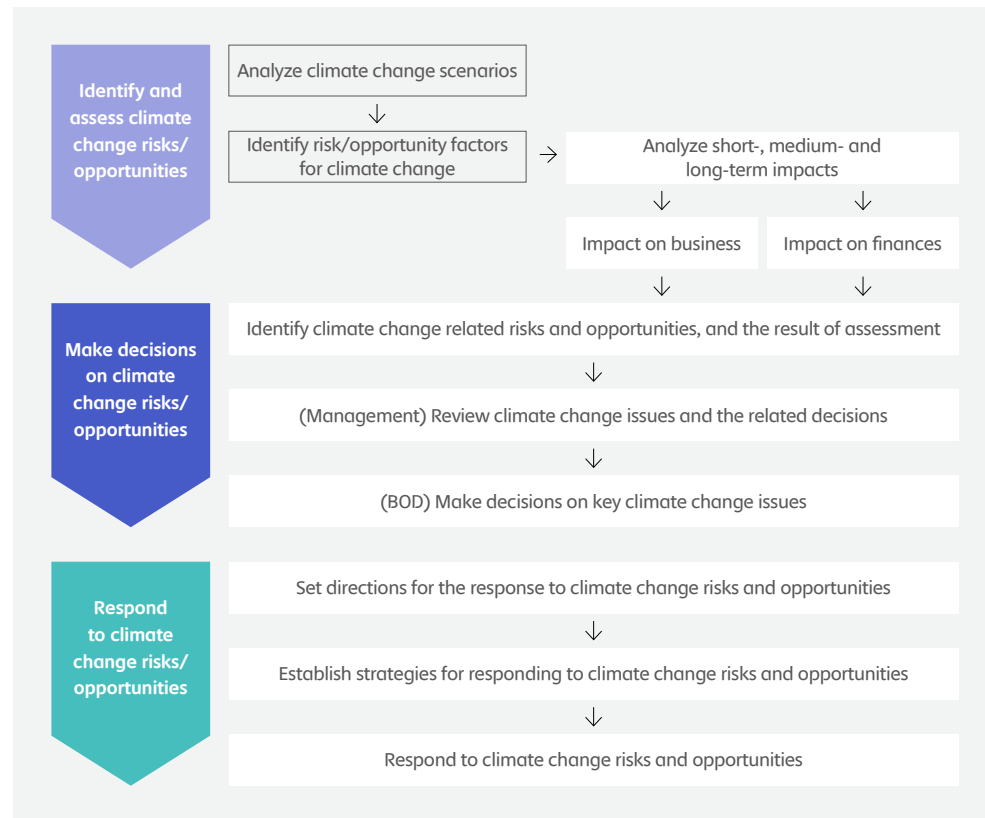 Identify and
assess climate
change risks/
opportunities
Analyze climate change scenarios
Identify risk/opportunity factors
for climate change
Analyze short-, medium- and
long-term impacts
Impact on business
Impact on finances
Make decisions
on climate
change risks/
opportunities
Identify climate change related risks and opportunities, and the result of assessment
(Management) Review climate change issues and the related decisions
(BOD) Make decisions on key climate change issues
Respond
to climate
change risks/
opportunities
Set directions for the response to climate change risks and opportunities
Establish strategies for responding to climate change risks and opportunities
Respond to climate change risks and opportunities